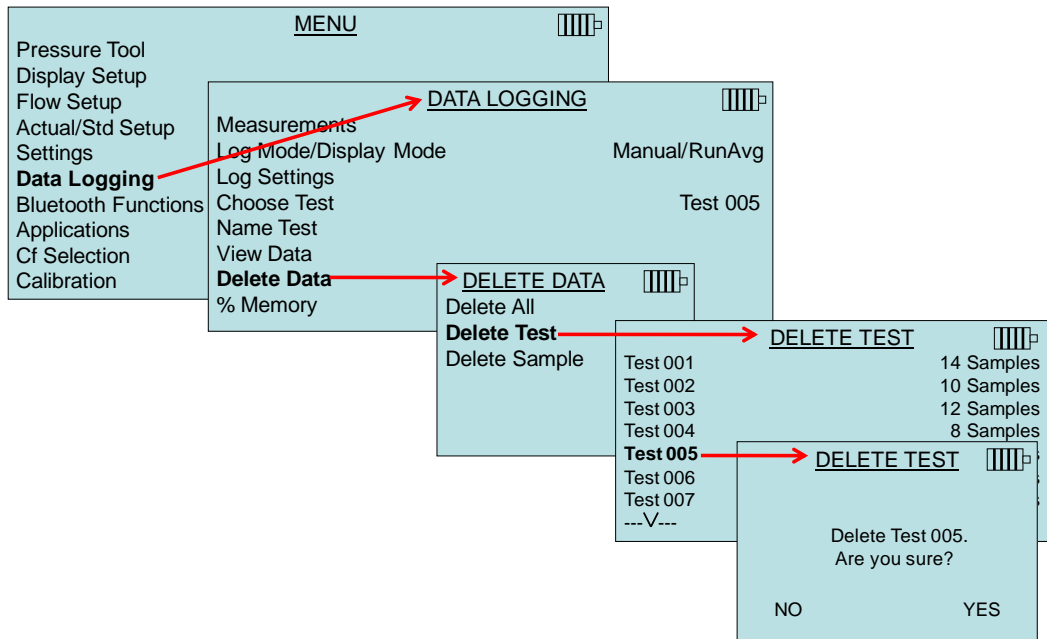 MENU
Pressure Tool
Display Setup
Flow Setup
Actual/Std Setup
Settings
Data Logging
Bluetooth Functions
Applications
Cf Selection
Calibration
DATA LOGGING
Measurements
Log Mode/Display Mode Manual/RunAvg
Log Settings
Choose Test Test 005
Name Test
View Data
Delete Data
% Memory
DELETE DATA
Delete All
Delete Test
Delete Sample
DELETE TEST
Test 001 14 Samples
Test 002 10 Samples
Test 003 12 Samples
Test 004 8 Samples
Test 005
Test 006
Test 007
---V---
DELETE TEST
Delete Test 005.
Are you sure?
NO YES